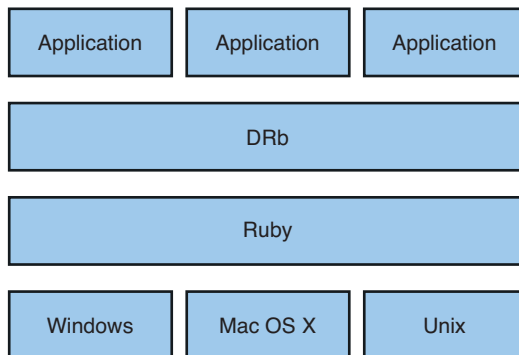 Application Application Application
DRb
Ruby
Windows Mac OS X Unix